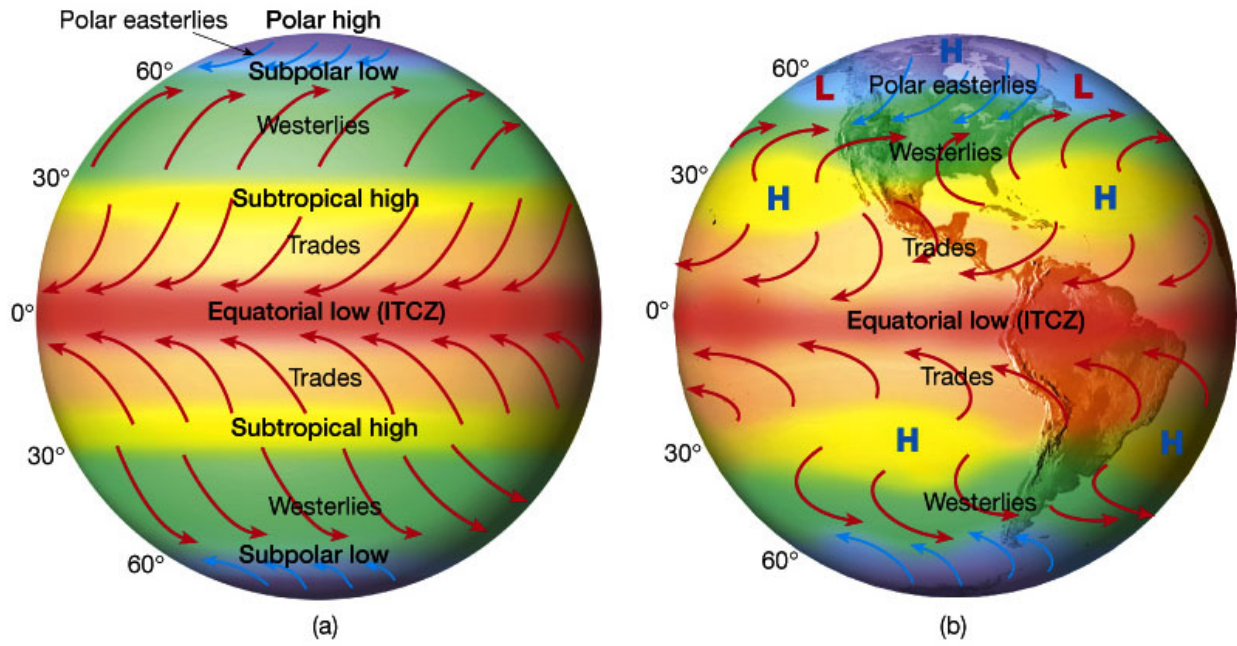 Polar easterlies
Polar high
60°
Subpolar low
Westerlies
30°
Subtropical high
Trades
0°
Equatorial low (ITCZ)
Trades
Subtropical high
30°
Westerlies
Subpolar low
60°
(a)
H
60°
L
Polar easterlies
L
Westerlies
30°
H
H
Trades
0°
Equatorial low (ITCZ)
Trades
H
H
30°
Westerlies
60°
(b)